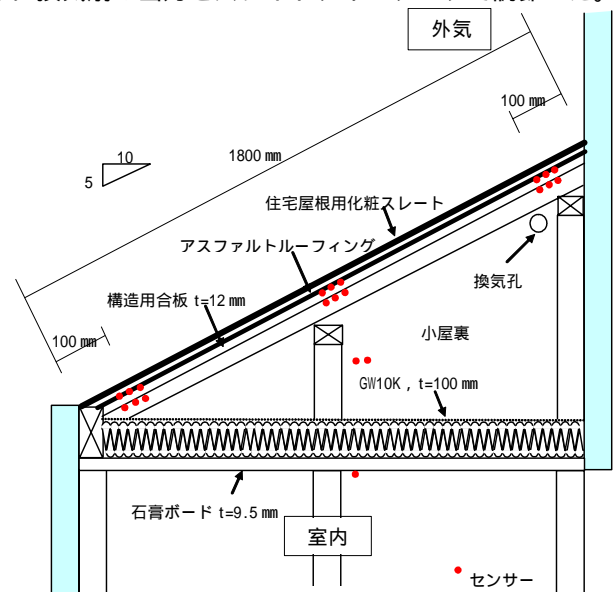 外気
100 mm
10
5
1800 mm
住宅屋根用化粧スレート
アスファルトルーフィング
換気孔
構造用合板 t=12 mm
小屋裏
100 mm
GW10K , t=100 mm
石膏ボード t=9.5 mm
室内
センサー